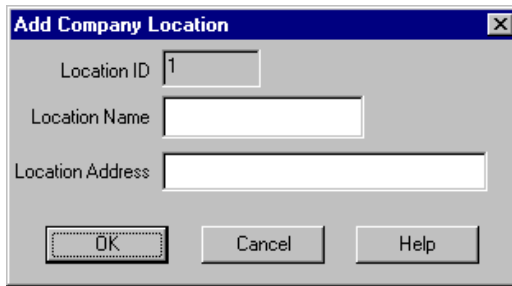 Add Company Location
Location ID 1
Location Name
Location Address
OK Cancel Help